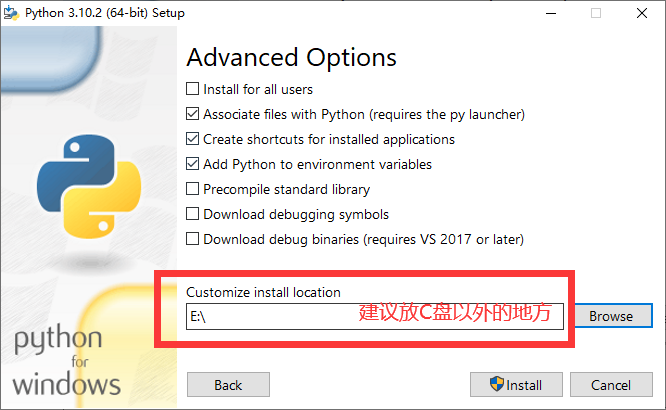 Python 3.10.2 (64-bit) Setup
Advanced Options
Install for all users
Associate files with Python (requires the py launcher)
Create shortcuts for installed applications
Add Python to environment variables
Precompile standard library
Download debugging symbols
Download debug binaries (requires VS 2017 or later)
Customize install location
E:\ 建议放C盘以外的地方 Browse
python
for
windows
Back Install Cancel